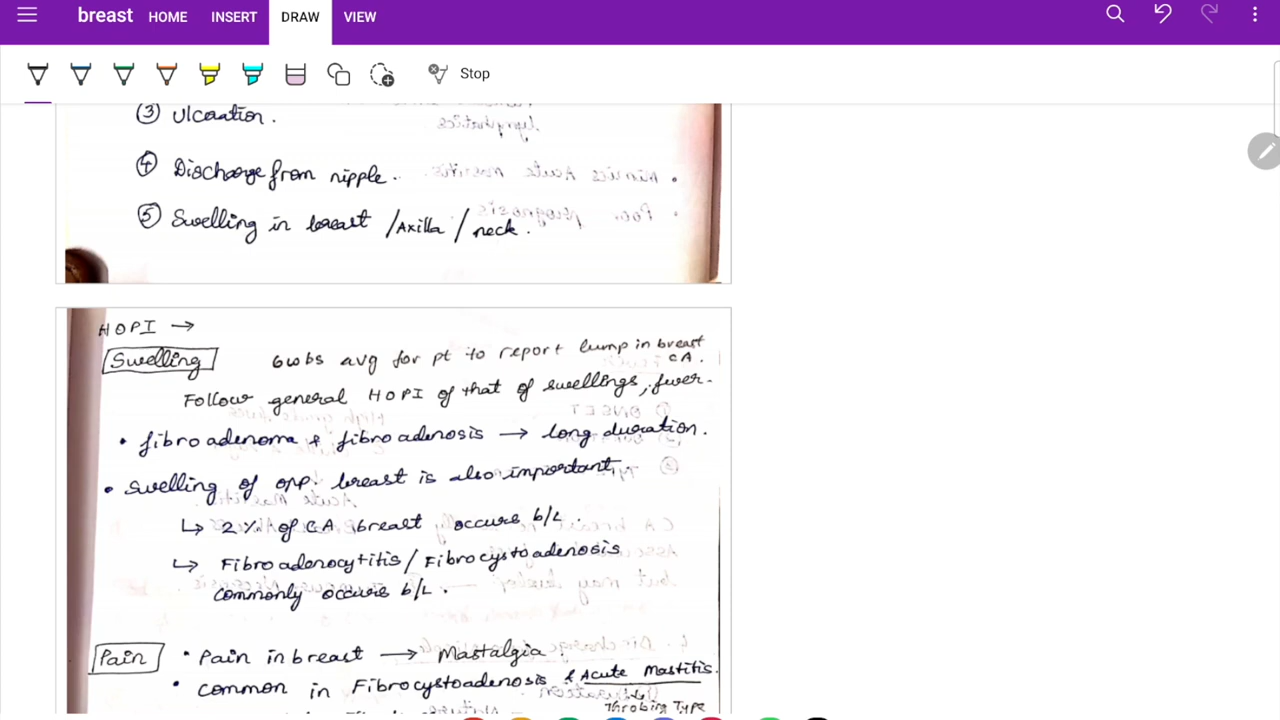 breast HOME INSERT DRAW VIEW
Stop
③ Ulceration.
④ Discharge from nipple.
⑤ Swelling in breast / Axilla / neck.
HOPI →
Swelling 6wks avg for pt to report lump in breast CA.
Follow general HOPI of that of swellings, fever.
• fibroadenoma & fibroadenosis → long duration.
• Swelling of opp. breast is also important
↳ 2% of CA breast occurs b/L.
↳ Fibroadenocytitis / Fibrocystoadenosis
commonly occurs b/L.
Pain • Pain in breast → Mastalgia
• common in Fibrocystoadenosis & Acute Mastitis.
Throbing Type